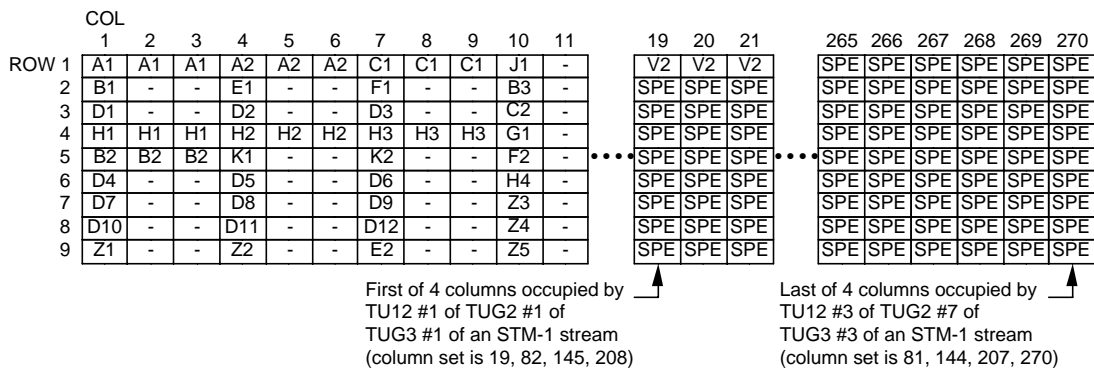 COL
1 2 3 4 5 6 7 8 9 10 11 19 20 21 265 266 267 268 269 270
ROW 1 A1 A1 A1 A2 A2 A2 C1 C1 C1 J1 - V2 V2 V2 SPE SPE SPE SPE SPE SPE
2 B1 - - E1 - - F1 - - B3 - SPE SPE SPE SPE SPE SPE SPE SPE SPE
3 D1 - - D2 - - D3 - - C2 - SPE SPE SPE SPE SPE SPE SPE SPE SPE
4 H1 H1 H1 H2 H2 H2 H3 H3 H3 G1 - SPE SPE SPE SPE SPE SPE SPE SPE SPE
5 B2 B2 B2 K1 - - K2 - - F2 - •••• SPE SPE SPE •••• SPE SPE SPE SPE SPE SPE
6 D4 - - D5 - - D6 - - H4 - SPE SPE SPE SPE SPE SPE SPE SPE SPE
7 D7 - - D8 - - D9 - - Z3 - SPE SPE SPE SPE SPE SPE SPE SPE SPE
8 D10 - - D11 - - D12 - - Z4 - SPE SPE SPE SPE SPE SPE SPE SPE SPE
9 Z1 - - Z2 - - E2 - - Z5 - SPE SPE SPE SPE SPE SPE SPE SPE SPE
First of 4 columns occupied by
TU12 #1 of TUG2 #1 of
TUG3 #1 of an STM-1 stream
(column set is 19, 82, 145, 208)
Last of 4 columns occupied by
TU12 #3 of TUG2 #7 of
TUG3 #3 of an STM-1 stream
(column set is 81, 144, 207, 270)